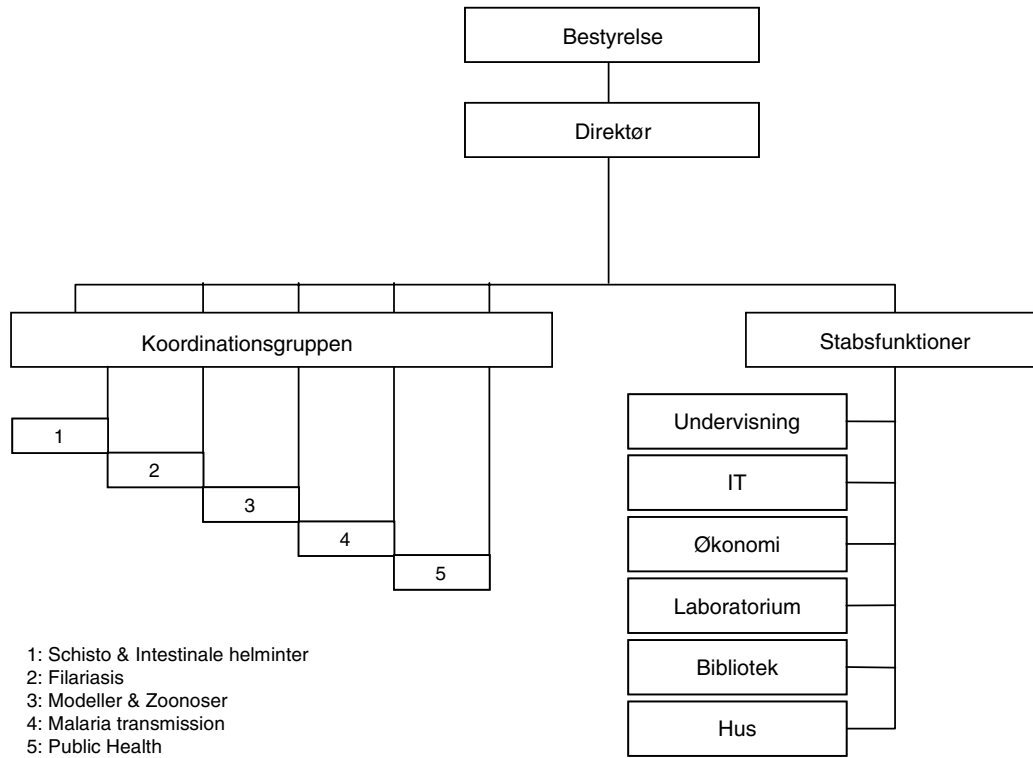 Bestyrelse
Direktør
Koordinationsgruppen
Stabsfunktioner
1
2
3
4
5
Undervisning
IT
Økonomi
Laboratorium
Bibliotek
Hus
1: Schisto & Intestinale helminter
2: Filariasis
3: Modeller & Zoonoser
4: Malaria transmission
5: Public Health